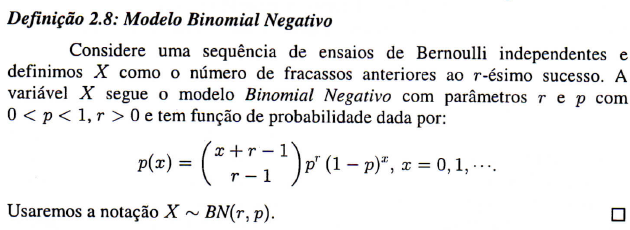 Definição 2.8: Modelo Binomial Negativo
Considere uma sequência de ensaios de Bernoulli independentes e
definimos X como o número de fracassos anteriores ao r-ésimo sucesso. A
variável X segue o modelo Binomial Negativo com parâmetros r e p com
0 < p < 1, r > 0 e tem função de probabilidade dada por:
p(x) = \binom{x + r - 1}{r - 1} p^r (1 - p)^x, x = 0, 1, ⋯.
Usaremos a notação X ∼ BN(r, p). □